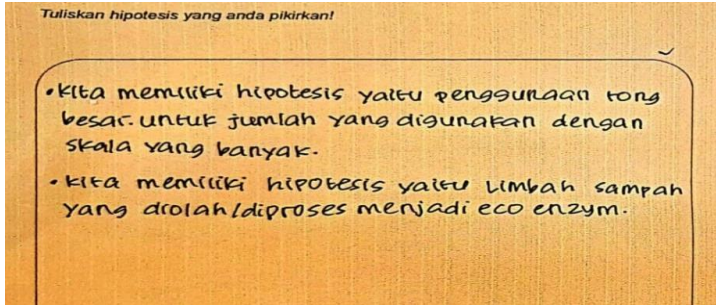 Tuliskan hipotesis yang anda pikirkan!
•Kita memiliki hipotesis yaitu penggunaan tong
besar untuk jumlah yang digunakan dengan
skala yang banyak.
•Kita memiliki hipotesis yaitu Limbah sampah
yang diolah/diproses menjadi eco enzym.